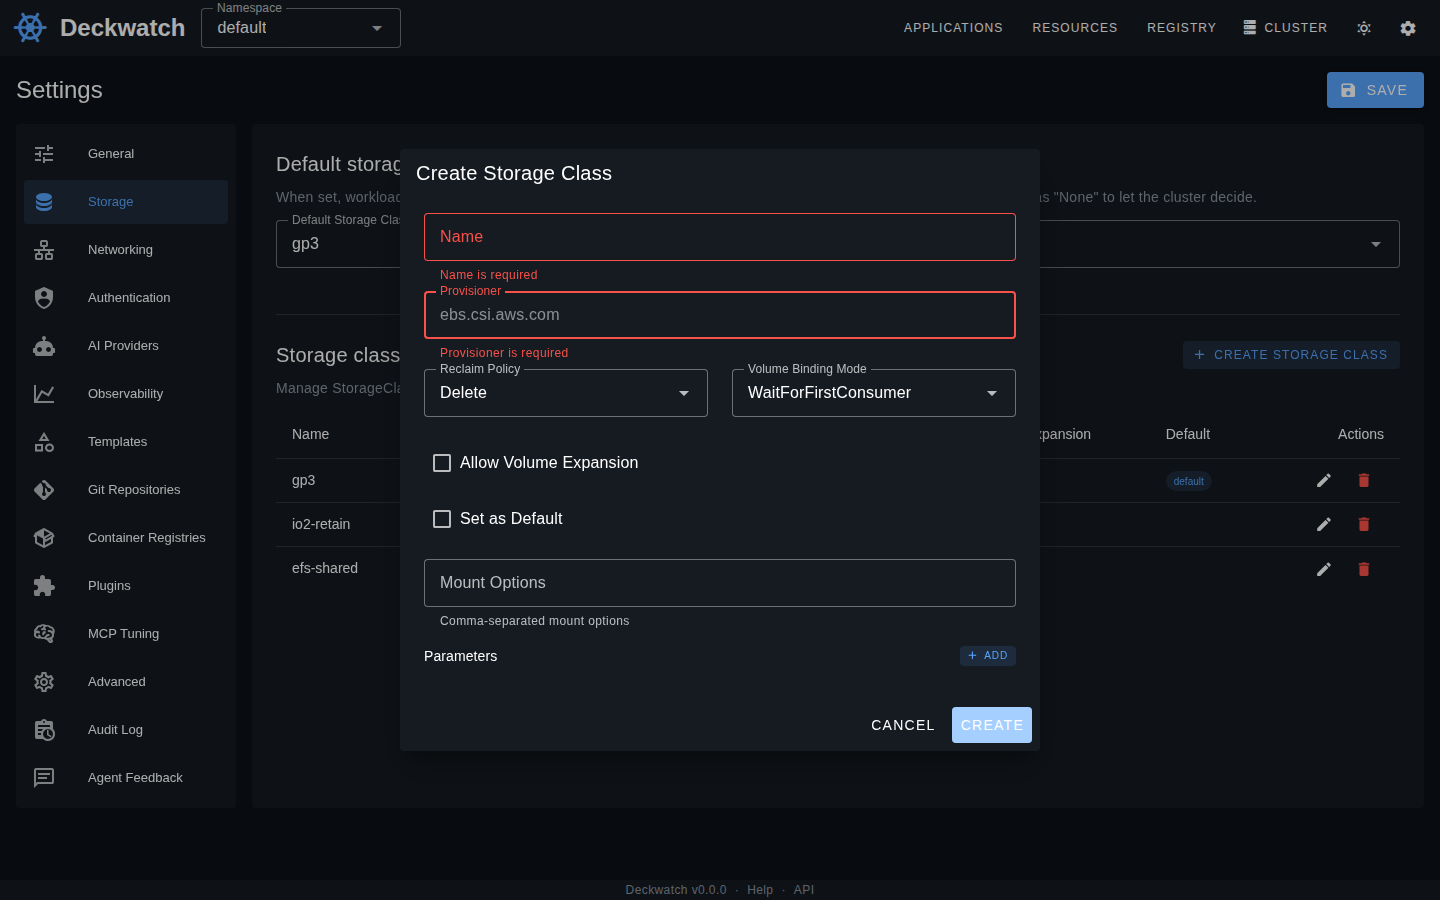 Deckwatch
Namespace
default
APPLICATIONS
RESOURCES
REGISTRY
CLUSTER
Settings
SAVE
General
Storage
Networking
Authentication
AI Providers
Observability
Templates
Git Repositories
Container Registries
Plugins
MCP Tuning
Advanced
Audit Log
Agent Feedback
Default storag
When set, workload
as "None" to let the cluster decide.
Default Storage Clas
gp3
Storage class
CREATE STORAGE CLASS
Manage StorageCla
Name
xpansion
Default
Actions
gp3
default
io2-retain
efs-shared
Create Storage Class
Name
Name is required
Provisioner
ebs.csi.aws.com
Provisioner is required
Reclaim Policy
Delete
Volume Binding Mode
WaitForFirstConsumer
Allow Volume Expansion
Set as Default
Mount Options
Comma-separated mount options
Parameters
ADD
CANCEL
CREATE
Deckwatch v0.0.0 · Help · API